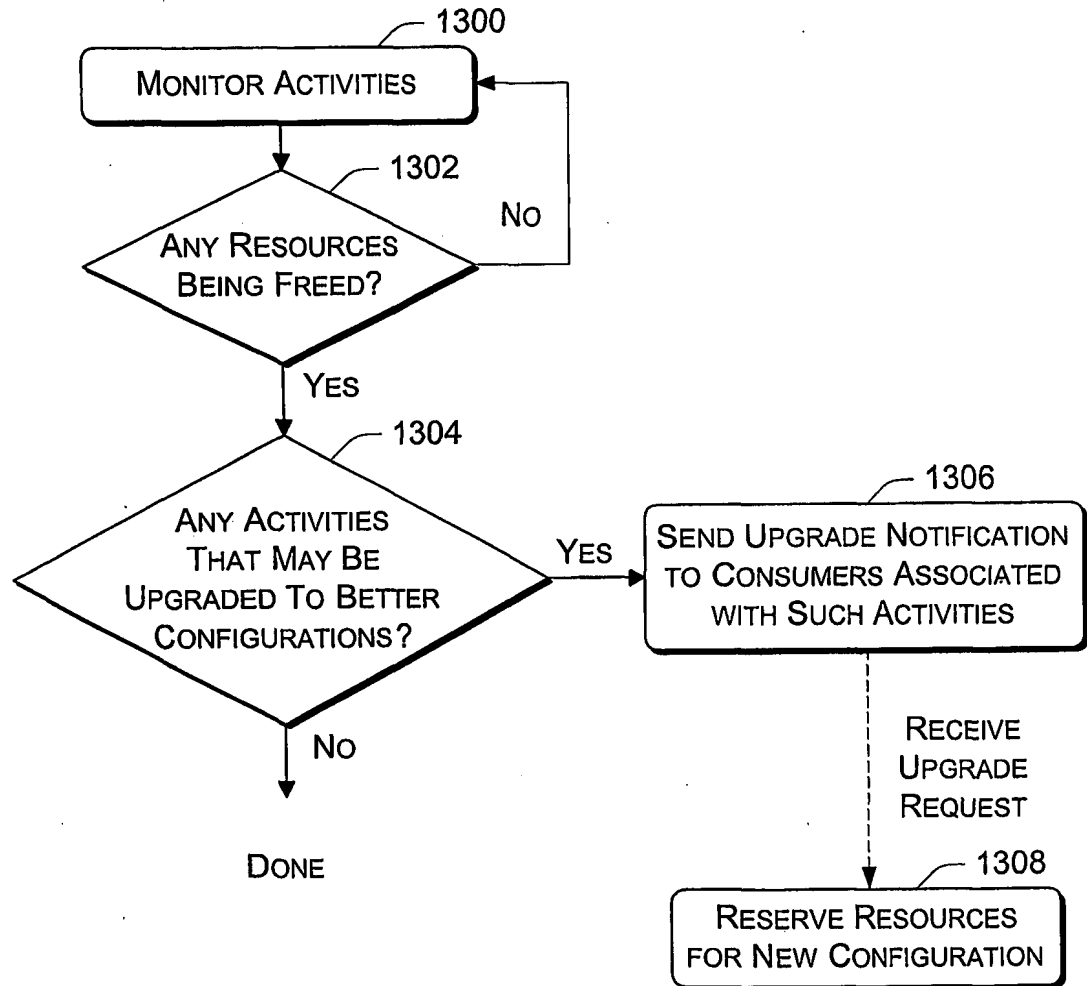 1300
MONITOR ACTIVITIES
1302
NO
ANY RESOURCES
BEING FREED?
YES
1304
ANY ACTIVITIES
THAT MAY BE
UPGRADED TO BETTER
CONFIGURATIONS?
YES
1306
SEND UPGRADE NOTIFICATION
TO CONSUMERS ASSOCIATED
WITH SUCH ACTIVITIES
NO
DONE
RECEIVE
UPGRADE
REQUEST
1308
RESERVE RESOURCES
FOR NEW CONFIGURATION